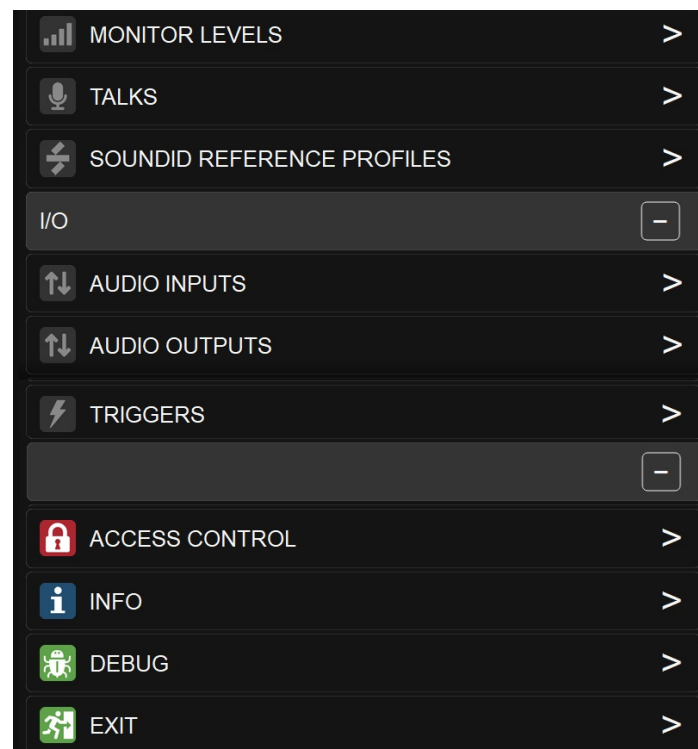 MONITOR LEVELS >
TALKS >
SOUNDID REFERENCE PROFILES >
I/O −
AUDIO INPUTS >
AUDIO OUTPUTS >
TRIGGERS >
−
ACCESS CONTROL >
INFO >
DEBUG >
EXIT >